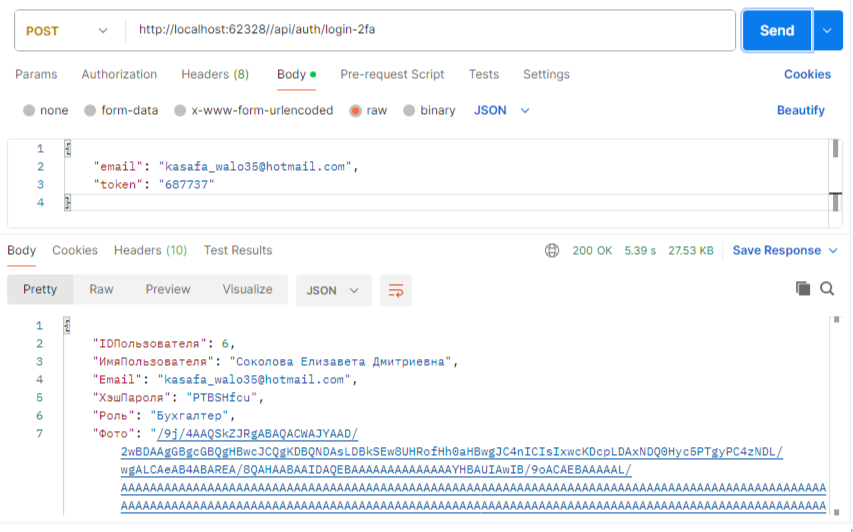 POST http://localhost:62328//api/auth/login-2fa Send
Params Authorization Headers (8) Body Pre-request Script Tests Settings Cookies
none form-data x-www-form-urlencoded raw binary JSON Beautify
1 {
2 "email": "kasafa_walo35@hotmail.com",
3 "token": "687737"
4 }
Body Cookies Headers (10) Test Results 200 OK 5.39 s 27.53 KB Save Response
Pretty Raw Preview Visualize JSON
1 {
2 "IDПользователя": 6,
3 "ИмяПользователя": "Соколова Елизавета Дмитриевна",
4 "Email": "kasafa_walo35@hotmail.com",
5 "ХэшПароля": "PTBSHfcu",
6 "Роль": "Бухгалтер",
7 "Фото": "/9j/4AAQSkZJRgABAQACWAJYAAD/
2wBDAAgGBgcGBQgHBwcJCQgKDBQNDAsLDBkSEw8UHRofHh0aHBwgJC4nICIsIxwcKDcpLDAxNDQ0Hyc5PTgyPC4zNDL/
wgALCAeAB4ABAREA/8QAHAABAAIDAQEBAAAAAAAAAAAAAAYHBAUIAwIB/9oACAEBAAAAAL/